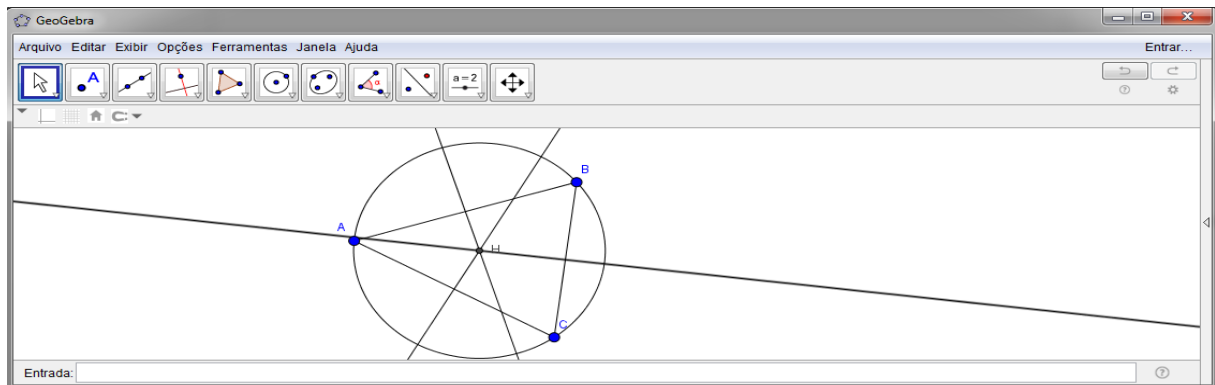 GeoGebra
Arquivo Editar Exibir Opções Ferramentas Janela Ajuda Entrar...
A α a = 2
B
A
H
C
Entrada: